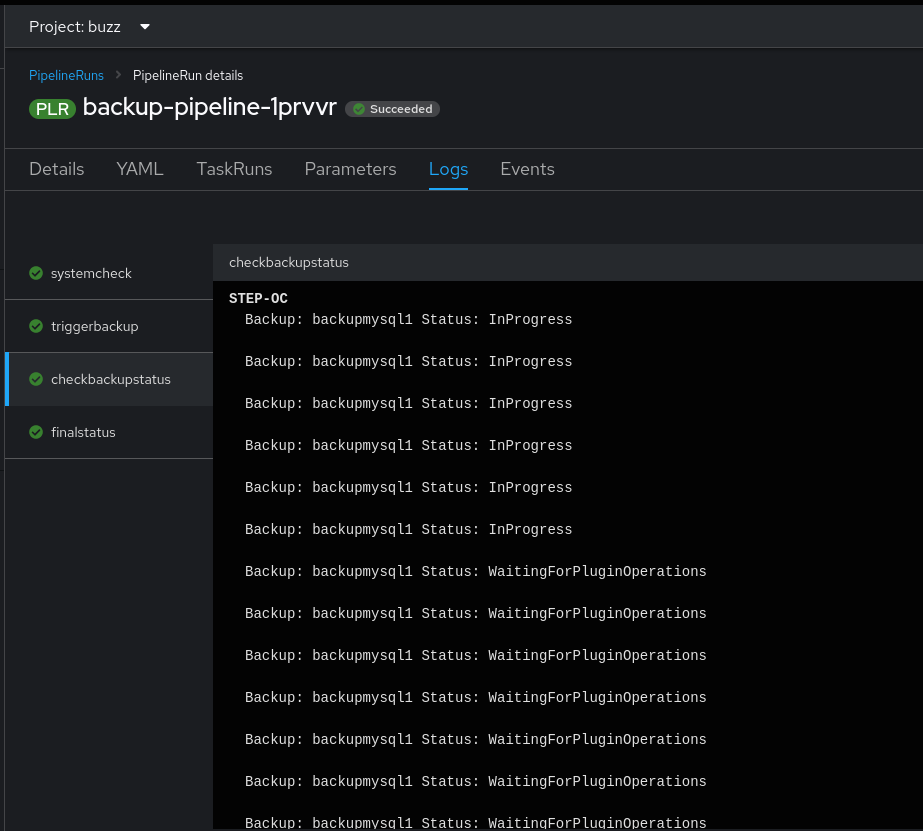 Project: buzz
PipelineRuns PipelineRun details
PLR backup-pipeline-1prvvr Succeeded
Details YAML TaskRuns Parameters Logs Events
systemcheck
triggerbackup
checkbackupstatus
finalstatus
checkbackupstatus
STEP-OC
Backup: backupmysql1 Status: InProgress
Backup: backupmysql1 Status: InProgress
Backup: backupmysql1 Status: InProgress
Backup: backupmysql1 Status: InProgress
Backup: backupmysql1 Status: InProgress
Backup: backupmysql1 Status: InProgress
Backup: backupmysql1 Status: WaitingForPluginOperations
Backup: backupmysql1 Status: WaitingForPluginOperations
Backup: backupmysql1 Status: WaitingForPluginOperations
Backup: backupmysql1 Status: WaitingForPluginOperations
Backup: backupmysql1 Status: WaitingForPluginOperations
Backup: backupmysql1 Status: WaitingForPluginOperations
Backup: backupmysql1 Status: WaitingForPluginOperations